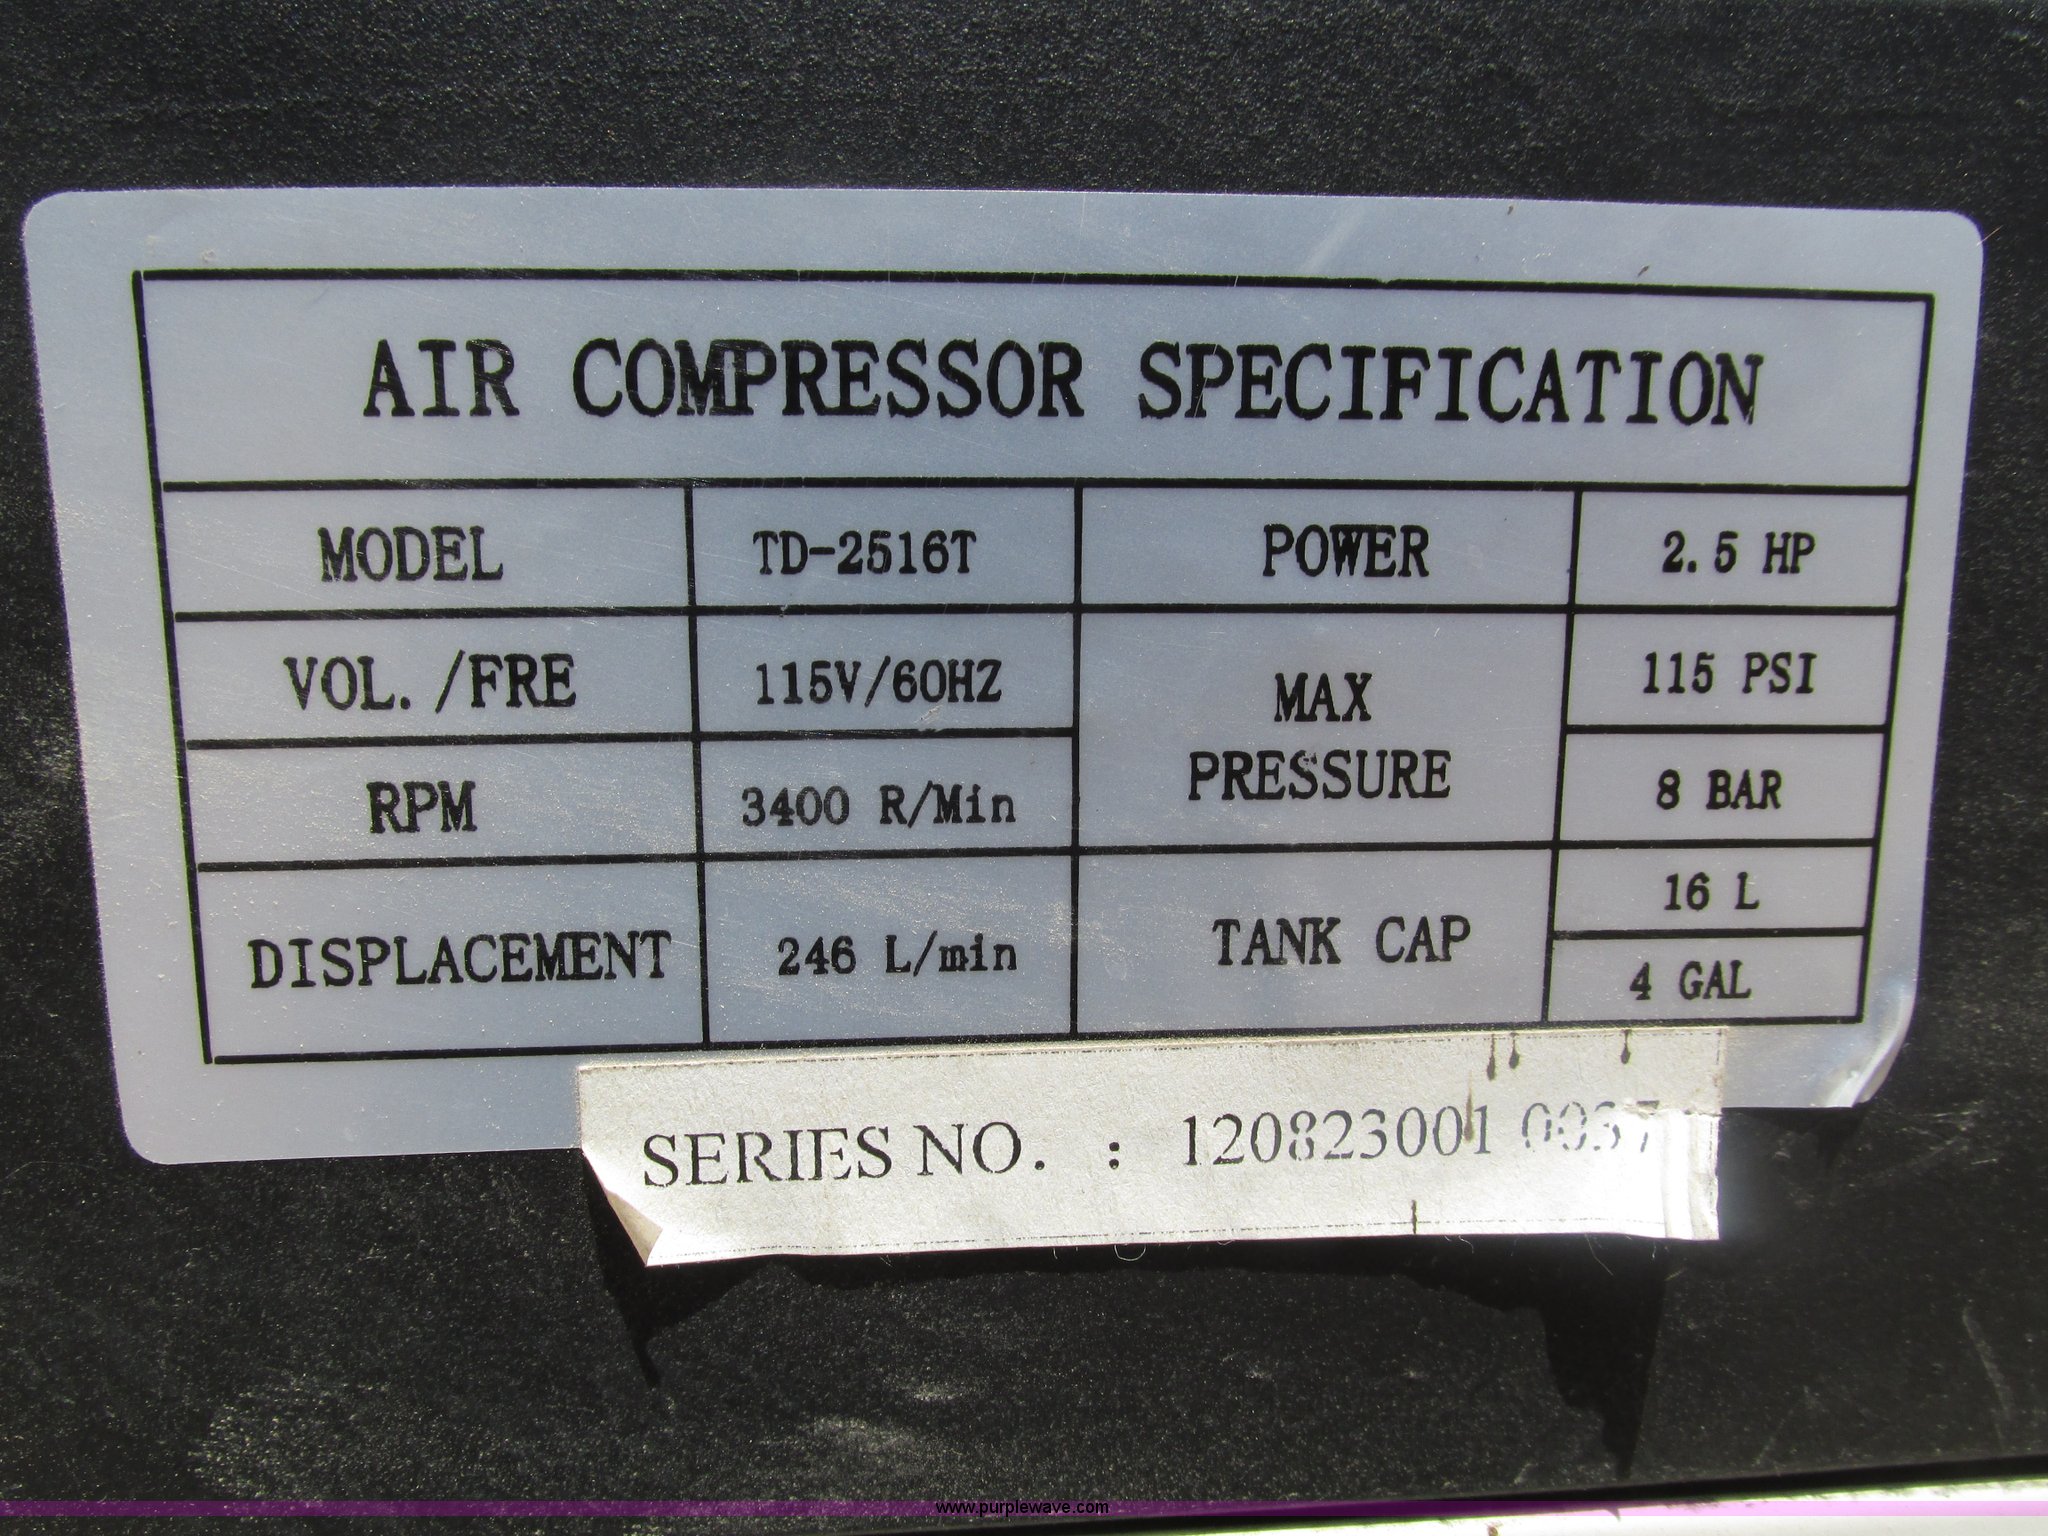 AIR COMPRESSOR SPECIFICATION
MODEL TD-2516T POWER 2.5 HP
VOL./FRE 115V/60HZ MAX PRESSURE 115 PSI
RPM 3400 R/Min 8 BAR
DISPLACEMENT 246 L/min TANK CAP 16 L
4 GAL
SERIES NO. : 120823001
www.purplewave.com